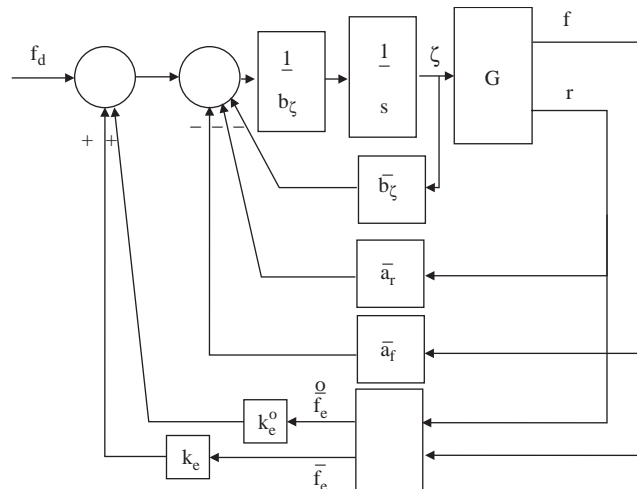 f_d
1
b_ζ
1
s
ζ
G
f
r
+ +
− − −
b̄_ζ
ā_r
ā_f
k_e^o
f̄_e^o
k_e
f̄_e